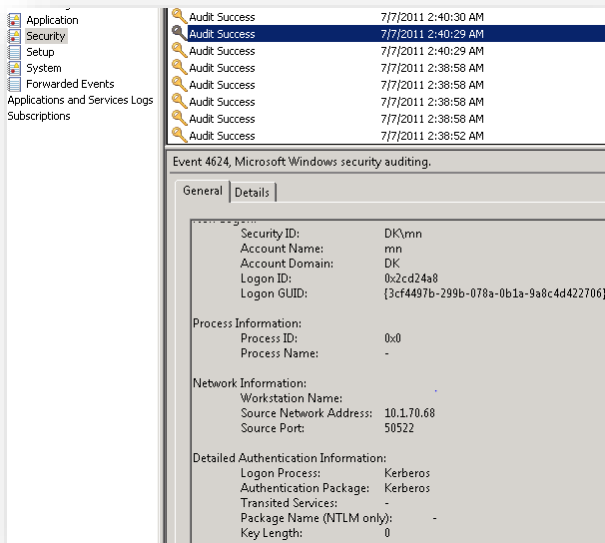 Application
Security
Setup
System
Forwarded Events
Applications and Services Logs
Subscriptions
Audit Success 7/7/2011 2:40:30 AM
Audit Success 7/7/2011 2:40:29 AM
Audit Success 7/7/2011 2:40:29 AM
Audit Success 7/7/2011 2:38:58 AM
Audit Success 7/7/2011 2:38:58 AM
Audit Success 7/7/2011 2:38:58 AM
Audit Success 7/7/2011 2:38:58 AM
Audit Success 7/7/2011 2:38:52 AM
Event 4624, Microsoft Windows security auditing.
General Details
Security ID: DK\mn
Account Name: mn
Account Domain: DK
Logon ID: 0x2cd24a8
Logon GUID: {3cf4497b-299b-078a-0b1a-9a8c4d422706}
Process Information:
Process ID: 0x0
Process Name: -
Network Information:
Workstation Name:
Source Network Address: 10.1.70.68
Source Port: 50522
Detailed Authentication Information:
Logon Process: Kerberos
Authentication Package: Kerberos
Transited Services: -
Package Name (NTLM only): -
Key Length: 0